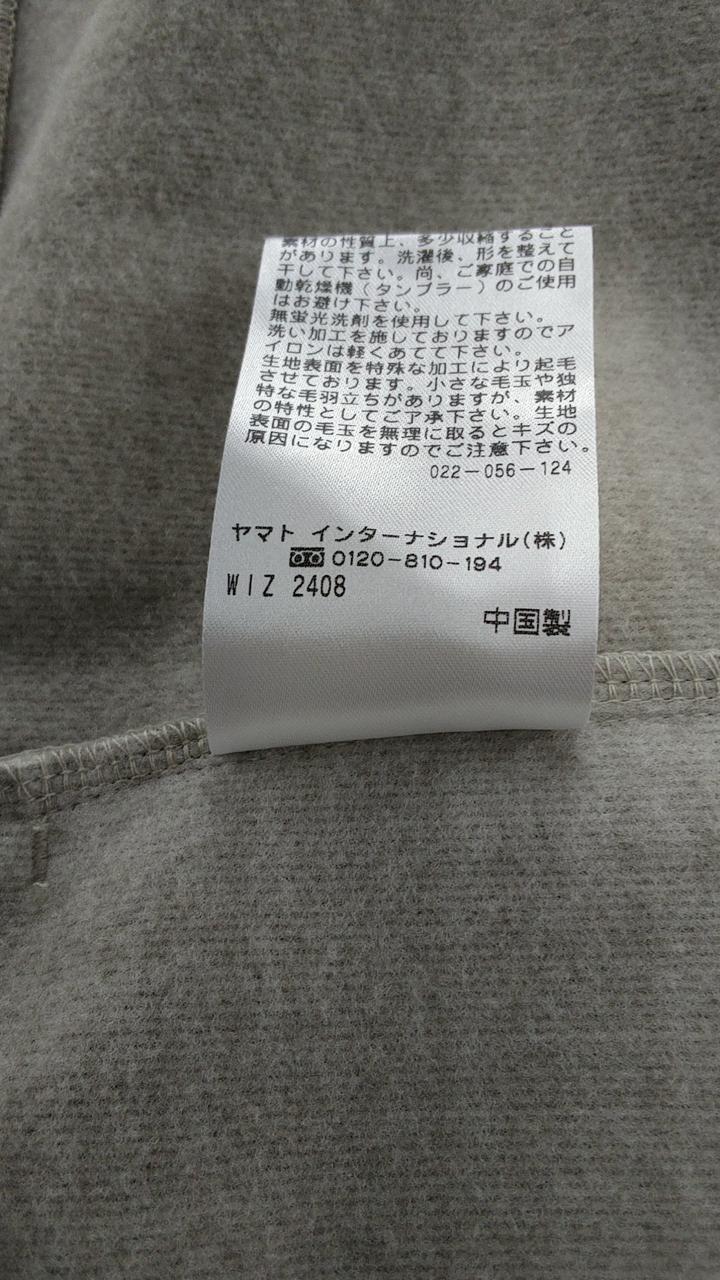 素材の性質上、多少収縮すること
があります。洗濯後、形を整えて
干して下さい。尚、ご家庭での自
動乾燥機（タンブラー）のご使用
はお避け下さい。
無蛍光洗剤を使用して下さい。
洗い加工を施しておりますのでア
イロンは軽くあてて下さい。
生地表面を特殊な加工により起毛
させております。小さな毛玉や独
特な毛羽立ちがありますが、素材
の特性としてご了承下さい。生地
表面の毛玉を無理に取るとキズの
原因になりますのでご注意下さい。
022-056-124
ヤマト インターナショナル(株)
0120-810-194
WIZ 2408
中国製